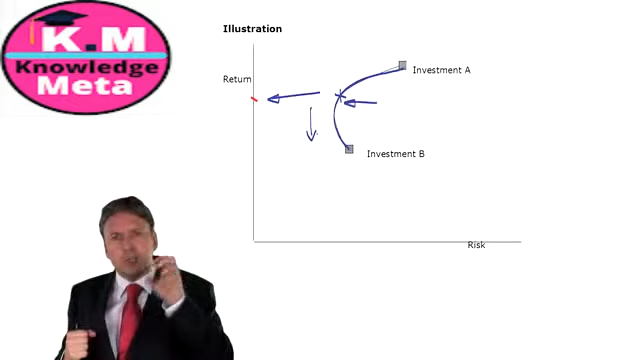 K.M
Knowledge
Meta
Illustration
Return
Investment A
Investment B
Risk